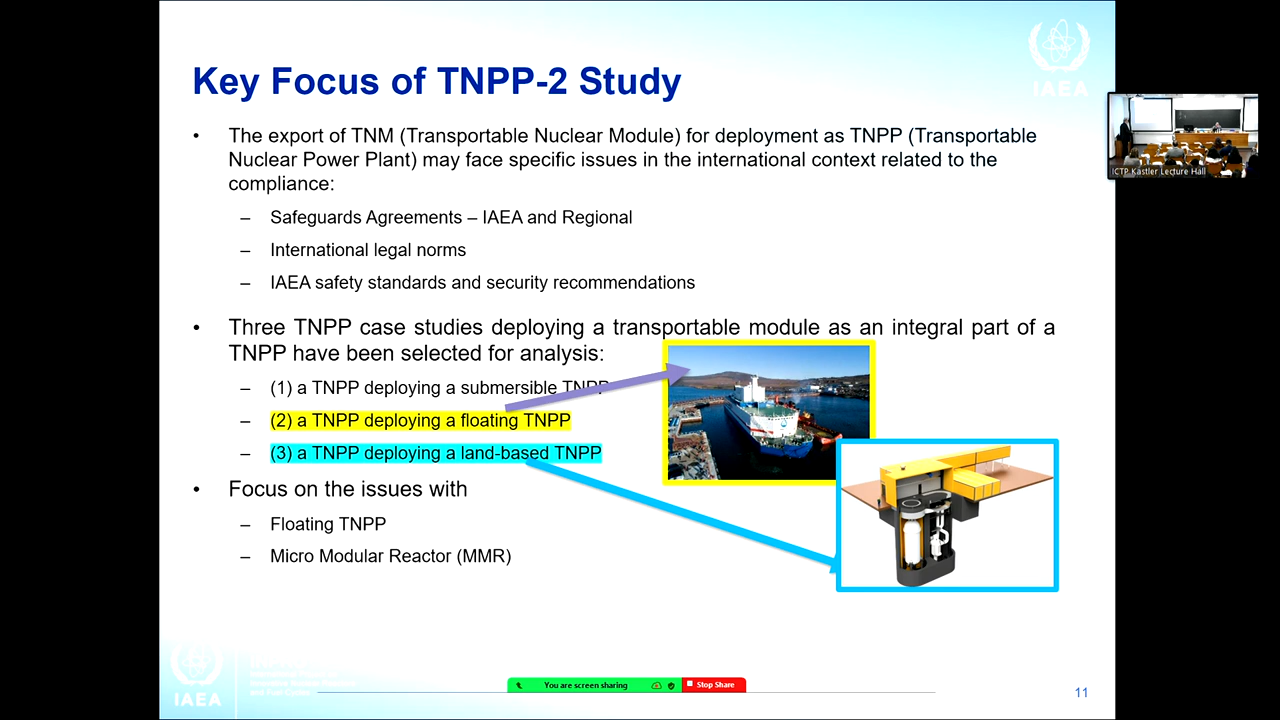 IAEA
Key Focus of TNPP-2 Study
• The export of TNM (Transportable Nuclear Module) for deployment as TNPP (Transportable
Nuclear Power Plant) may face specific issues in the international context related to the
compliance:
– Safeguards Agreements – IAEA and Regional
– International legal norms
– IAEA safety standards and security recommendations
• Three TNPP case studies deploying a transportable module as an integral part of a
TNPP have been selected for analysis:
– (1) a TNPP deploying a submersible TNPP
– (2) a TNPP deploying a floating TNPP
– (3) a TNPP deploying a land-based TNPP
• Focus on the issues with
– Floating TNPP
– Micro Modular Reactor (MMR)
ICTP Kastler Lecture Hall
IAEA
You are screen sharing
Stop Share
11